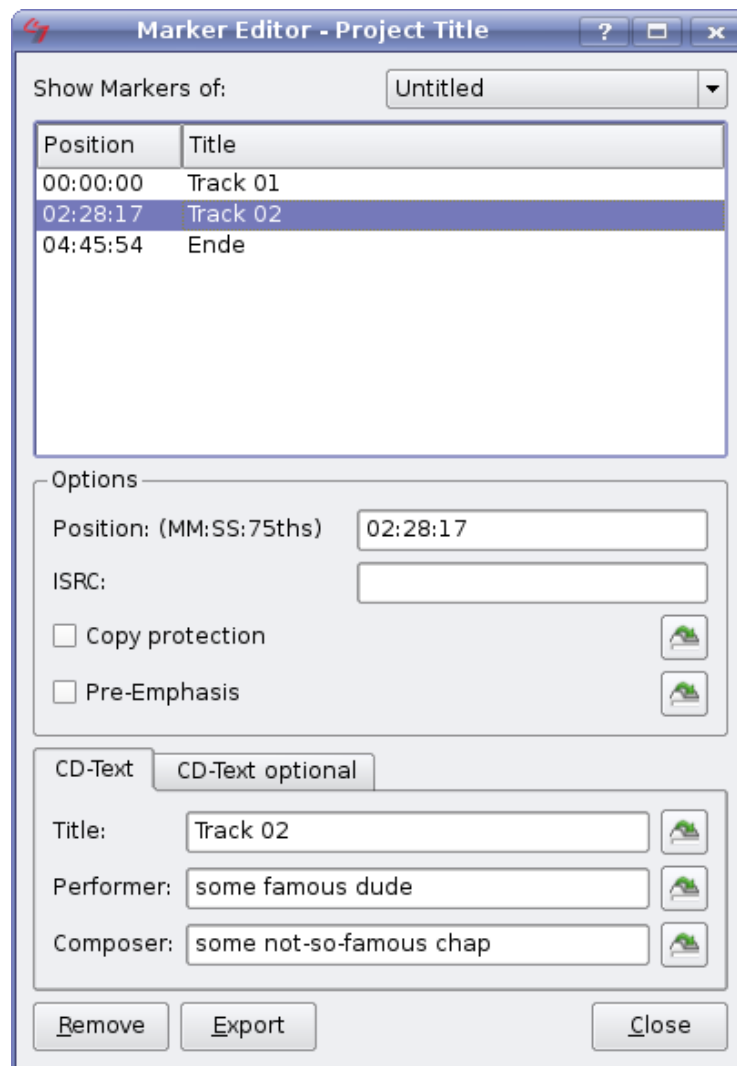 Marker Editor - Project Title ?
Show Markers of: Untitled
Position Title
00:00:00 Track 01
02:28:17 Track 02
04:45:54 Ende
Options
Position: (MM:SS:75ths) 02:28:17
ISRC:
Copy protection
Pre-Emphasis
CD-Text CD-Text optional
Title: Track 02
Performer: some famous dude
Composer: some not-so-famous chap
Remove Export Close